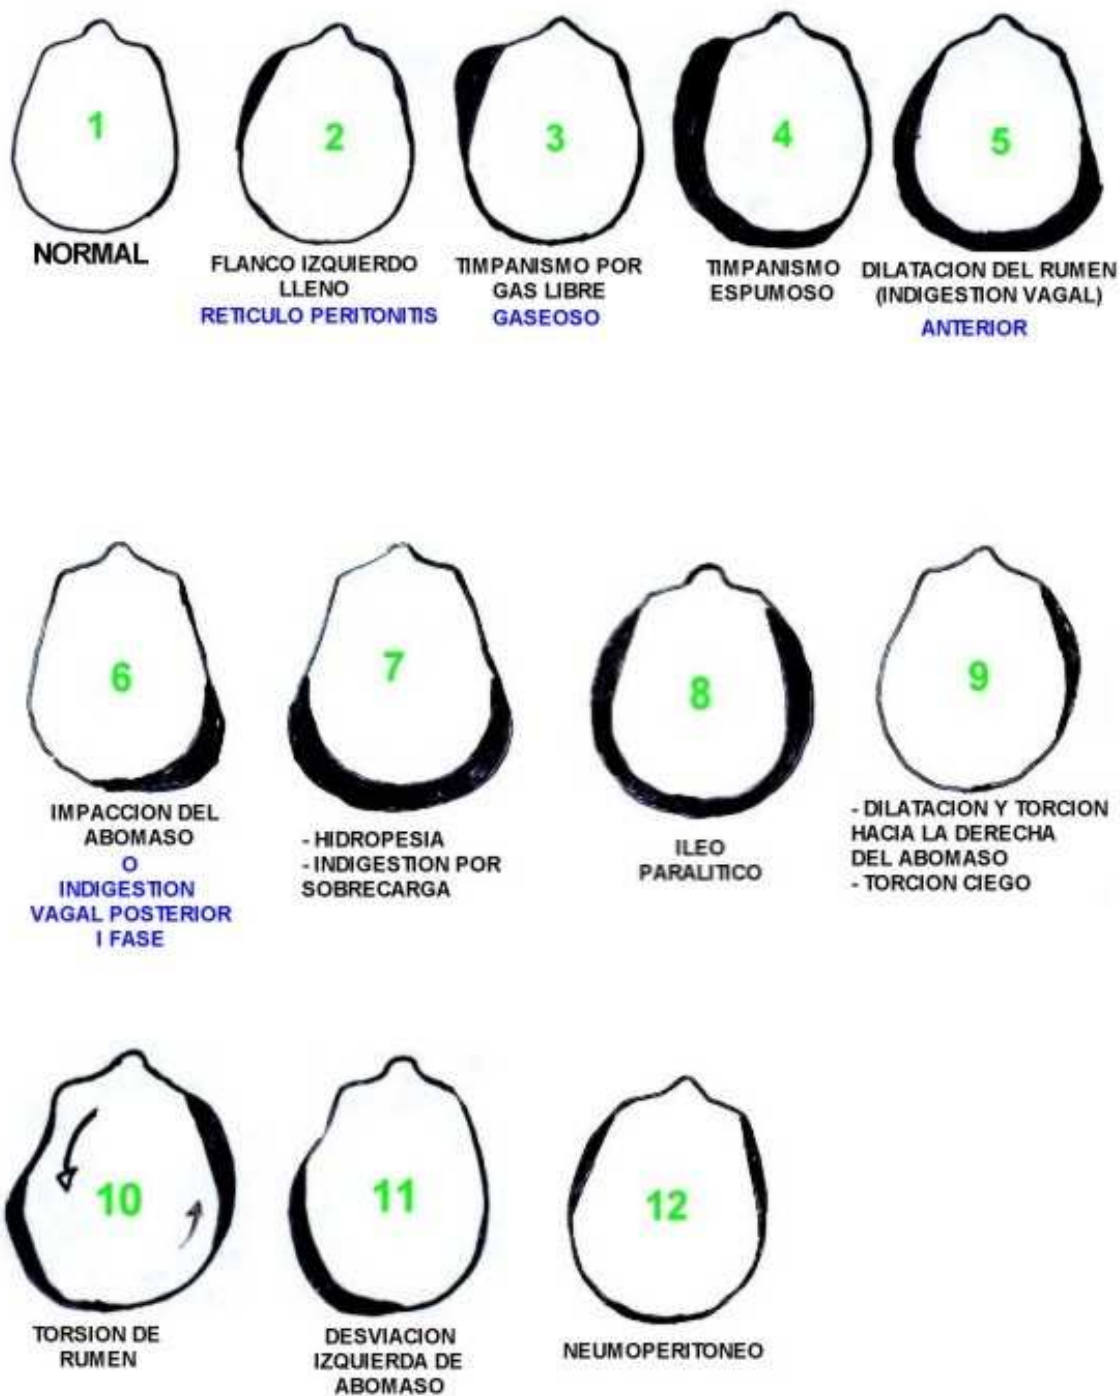 1
NORMAL
2
FLANCO IZQUIERDO
LLENO
RETICULO PERITONITIS
3
TIMPANISMO POR
GAS LIBRE
GASEOSO
4
TIMPANISMO
ESPUMOSO
5
DILATACION DEL RUMEN
(INDIGESTION VAGAL)
ANTERIOR
6
IMPACCION DEL
ABOMASO
O
INDIGESTION
VAGAL POSTERIOR
I FASE
7
- HIDROPESIA
- INDIGESTION POR
SOBRECARGA
8
ILEO
PARALITICO
9
- DILATACION Y TORCION
HACIA LA DERECHA
DEL ABOMASO
- TORCION CIEGO
10
TORSION DE
RUMEN
11
DESVIACION
IZQUIERDA DE
ABOMASO
12
NEUMOPERITONEO